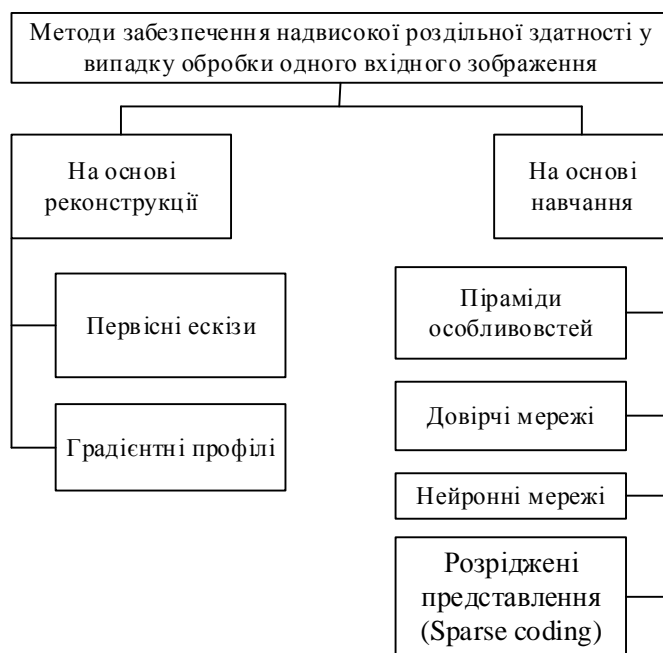 Методи забезпечення надвисокої роздільної здатності у
випадку обробки одного вхідного зображення
На основі
реконструкції
На основі
навчання
Первісні ескізи
Градієнтні профілі
Піраміди
особливовстей
Довірчі мережі
Нейронні мережі
Розріджені
представлення
(Sparse coding)